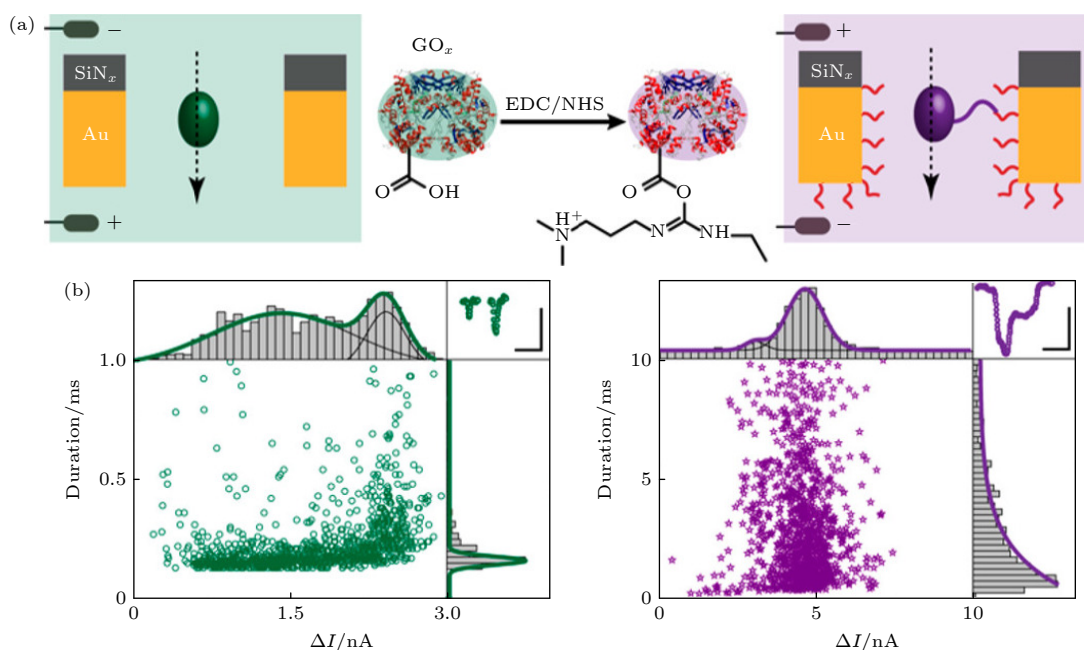 (a)
−
GOₓ
+
SiNₓ
EDC/NHS
SiNₓ
Au
Au
O
OH
O
O
+
−
H⁺
N
N
NH
(b)
1.0
10
Duration/ms
0.5
Duration/ms
5
0
0
0
1.5
3.0
0
5
10
ΔI/nA
ΔI/nA